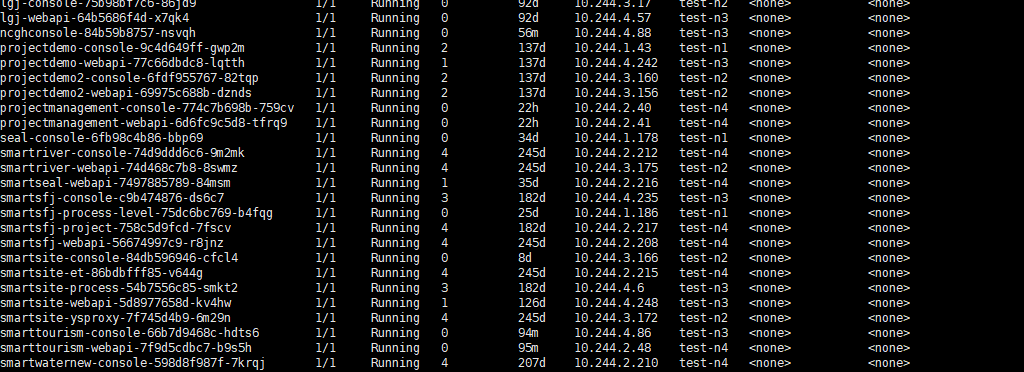 lgj-console-75b98bf7c6-86jd9 1/1 Running 0 92d 10.244.3.17 test-n2 <none> <none>
lgj-webapi-64b5686f4d-x7qk4 1/1 Running 0 92d 10.244.4.57 test-n3 <none> <none>
ncghconsole-84b59b8757-nsvqh 1/1 Running 0 56m 10.244.4.88 test-n3 <none> <none>
projectdemo-console-9c4d649ff-gwp2m 1/1 Running 2 137d 10.244.1.43 test-n1 <none> <none>
projectdemo-webapi-77c66dbdc8-lqtth 1/1 Running 1 137d 10.244.4.242 test-n3 <none> <none>
projectdemo2-console-6fdf955767-82tqp 1/1 Running 2 137d 10.244.3.160 test-n2 <none> <none>
projectdemo2-webapi-69975c688b-dznds 1/1 Running 2 137d 10.244.3.156 test-n2 <none> <none>
projectmanagement-console-774c7b698b-759cv 1/1 Running 0 22h 10.244.2.40 test-n4 <none> <none>
projectmanagement-webapi-6d6fc9c5d8-tfrq9 1/1 Running 0 22h 10.244.2.41 test-n4 <none> <none>
seal-console-6fb98c4b86-bbp69 1/1 Running 0 34d 10.244.1.178 test-n1 <none> <none>
smartriver-console-74d9ddd6c6-9m2mk 1/1 Running 4 245d 10.244.2.212 test-n4 <none> <none>
smartriver-webapi-74d468c7b8-8swmz 1/1 Running 4 245d 10.244.3.175 test-n2 <none> <none>
smartseal-webapi-7497885789-84msm 1/1 Running 1 35d 10.244.2.216 test-n4 <none> <none>
smartsfj-console-c9b474876-ds6c7 1/1 Running 3 182d 10.244.4.235 test-n3 <none> <none>
smartsfj-process-level-75dc6bc769-b4fqg 1/1 Running 0 25d 10.244.1.186 test-n1 <none> <none>
smartsfj-project-758c5d9fcd-7fscv 1/1 Running 4 182d 10.244.2.217 test-n4 <none> <none>
smartsfj-webapi-56674997c9-r8jnz 1/1 Running 4 245d 10.244.2.208 test-n4 <none> <none>
smartsite-console-84db596946-cfcl4 1/1 Running 0 8d 10.244.3.166 test-n2 <none> <none>
smartsite-et-86bdbfff85-v644g 1/1 Running 4 245d 10.244.2.215 test-n4 <none> <none>
smartsite-process-54b7556c85-smkt2 1/1 Running 3 182d 10.244.4.6 test-n3 <none> <none>
smartsite-webapi-5d8977658d-kv4hw 1/1 Running 1 126d 10.244.4.248 test-n3 <none> <none>
smartsite-ysproxy-7f745d4b9-6m29n 1/1 Running 4 245d 10.244.3.172 test-n2 <none> <none>
smarttourism-console-66b7d9468c-hdts6 1/1 Running 0 94m 10.244.4.86 test-n3 <none> <none>
smarttourism-webapi-7f9d5cdbc7-b9s5h 1/1 Running 0 95m 10.244.2.48 test-n4 <none> <none>
smartwaternew-console-598d8f987f-7krqj 1/1 Running 4 207d 10.244.2.210 test-n4 <none> <none>